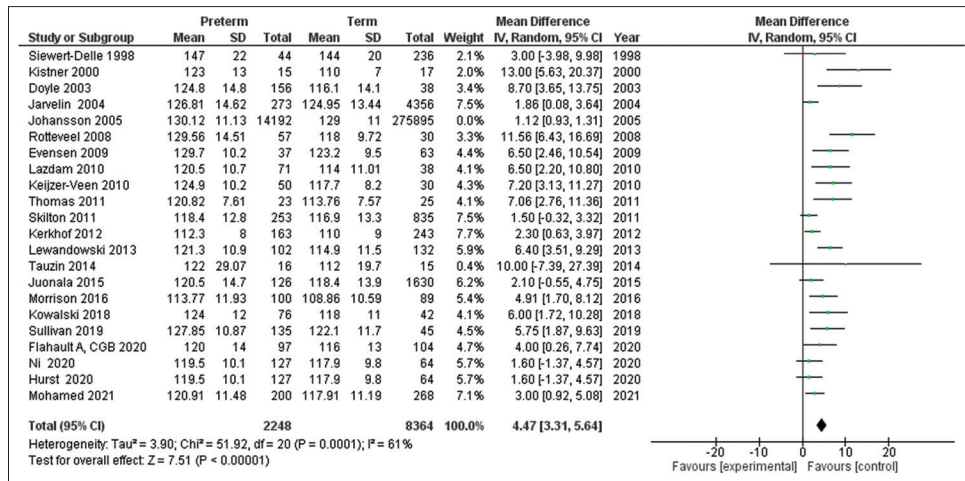 Preterm Term Mean Difference Mean Difference
Study or Subgroup Mean SD Total Mean SD Total Weight IV, Random, 95% CI Year IV, Random, 95% CI
Siewert-Delle 1998 147 22 44 144 20 236 2.1% 3.00 [-3.98, 9.98] 1998
Kistner 2000 123 13 15 110 7 17 2.0% 13.00 [5.63, 20.37] 2000
Doyle 2003 124.8 14.8 156 116.1 14.1 38 3.4% 8.70 [3.65, 13.75] 2003
Jarvelin 2004 126.81 14.62 273 124.95 13.44 4356 7.5% 1.86 [0.08, 3.64] 2004
Johansson 2005 130.12 11.13 14192 129 11 275895 0.0% 1.12 [0.93, 1.31] 2005
Rotteveel 2008 129.56 14.51 57 118 9.72 30 3.3% 11.56 [6.43, 16.69] 2008
Evensen 2009 129.7 10.2 37 123.2 9.5 63 4.4% 6.50 [2.46, 10.54] 2009
Lazdam 2010 120.5 10.7 71 114 11.01 38 4.1% 6.50 [2.20, 10.80] 2010
Keijzer-Veen 2010 124.9 10.2 50 117.7 8.2 30 4.3% 7.20 [3.13, 11.27] 2010
Thomas 2011 120.82 7.61 23 113.76 7.57 25 4.1% 7.06 [2.76, 11.36] 2011
Skilton 2011 118.4 12.8 253 116.9 13.3 835 7.5% 1.50 [-0.32, 3.32] 2011
Kerkhof 2012 112.3 8 163 110 9 243 7.7% 2.30 [0.63, 3.97] 2012
Lewandowski 2013 121.3 10.9 102 114.9 11.5 132 5.9% 6.40 [3.51, 9.29] 2013
Tauzin 2014 122 29.07 16 112 19.7 15 0.4% 10.00 [-7.39, 27.39] 2014
Juonala 2015 120.5 14.7 126 118.4 13.9 1630 6.2% 2.10 [-0.55, 4.75] 2015
Morrison 2016 113.77 11.93 100 108.86 10.59 89 5.4% 4.91 [1.70, 8.12] 2016
Kowalski 2018 124 12 76 118 11 42 4.1% 6.00 [1.72, 10.28] 2018
Sullivan 2019 127.85 10.87 135 122.1 11.7 45 4.5% 5.75 [1.87, 9.63] 2019
Flahault A, CGB 2020 120 14 97 116 13 104 4.7% 4.00 [0.26, 7.74] 2020
Ni 2020 119.5 10.1 127 117.9 9.8 64 5.7% 1.60 [-1.37, 4.57] 2020
Hurst 2020 119.5 10.1 127 117.9 9.8 64 5.7% 1.60 [-1.37, 4.57] 2020
Mohamed 2021 120.91 11.48 200 117.91 11.19 268 7.1% 3.00 [0.92, 5.08] 2021
Total (95% CI) 2248 8364 100.0% 4.47 [3.31, 5.64]
Heterogeneity: Tau² = 3.90; Chi² = 51.92, df = 20 (P = 0.0001); I² = 61%
Test for overall effect: Z = 7.51 (P < 0.00001)
-20 -10 0 10 20
Favours [experimental] Favours [control]